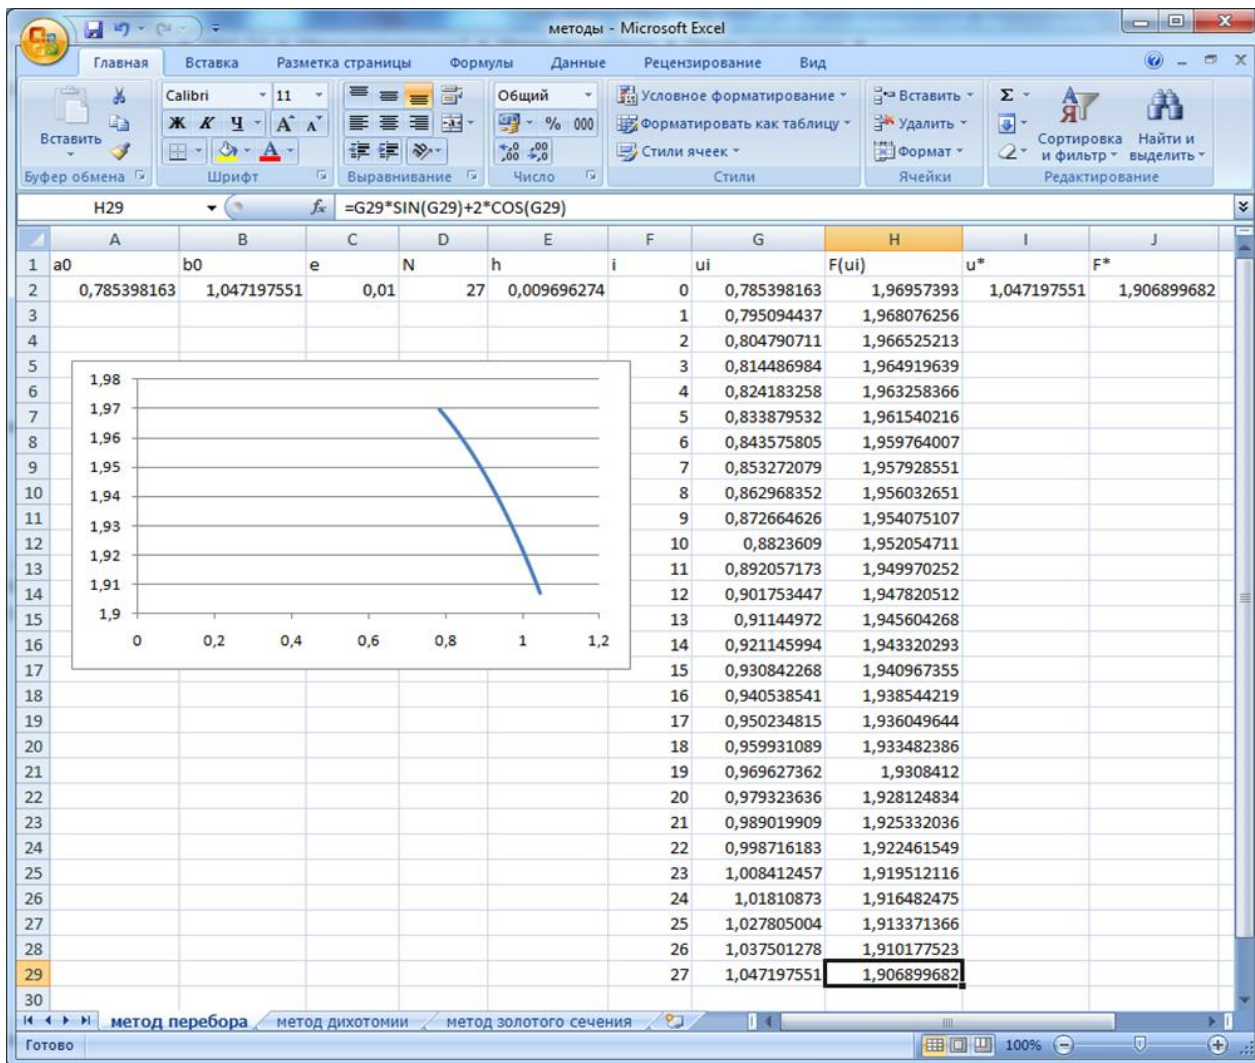 методы - Microsoft Excel
Главная Вставка Разметка страницы Формулы Данные Рецензирование Вид
Calibri 11 Общий Условное форматирование Вставить Σ
Ж К Ч A A % 000 Форматировать как таблицу Удалить
Вставить Стили ячеек Формат Сортировка и фильтр Найти и выделить
Буфер обмена Шрифт Выравнивание Число Стили Ячейки Редактирование
H29 fx =G29*SIN(G29)+2*COS(G29)
A B C D E F G H I J
1 a0 b0 e N h i ui F(ui) u* F*
2 0,785398163 1,047197551 0,01 27 0,009696274 0 0,785398163 1,96957393 1,047197551 1,906899682
3 1 0,795094437 1,968076256
4 2 0,804790711 1,966525213
5 3 0,814486984 1,964919639
6 4 0,824183258 1,963258366
7 5 0,833879532 1,961540216
8 6 0,843575805 1,959764007
9 7 0,853272079 1,957928551
10 8 0,862968352 1,956032651
11 9 0,872664626 1,954075107
12 10 0,8823609 1,952054711
13 11 0,892057173 1,949970252
14 12 0,901753447 1,947820512
15 13 0,91144972 1,945604268
16 14 0,921145994 1,943320293
17 15 0,930842268 1,940967355
18 16 0,940538541 1,938544219
19 17 0,950234815 1,936049644
20 18 0,959931089 1,933482386
21 19 0,969627362 1,9308412
22 20 0,979323636 1,928124834
23 21 0,989019909 1,925332036
24 22 0,998716183 1,922461549
25 23 1,008412457 1,919512116
26 24 1,01810873 1,916482475
27 25 1,027805004 1,913371366
28 26 1,037501278 1,910177523
29 27 1,047197551 1,906899682
30
1,98
1,97
1,96
1,95
1,94
1,93
1,92
1,91
1,9
0 0,2 0,4 0,6 0,8 1 1,2
метод перебора метод дихотомии метод золотого сечения
Готово 100%